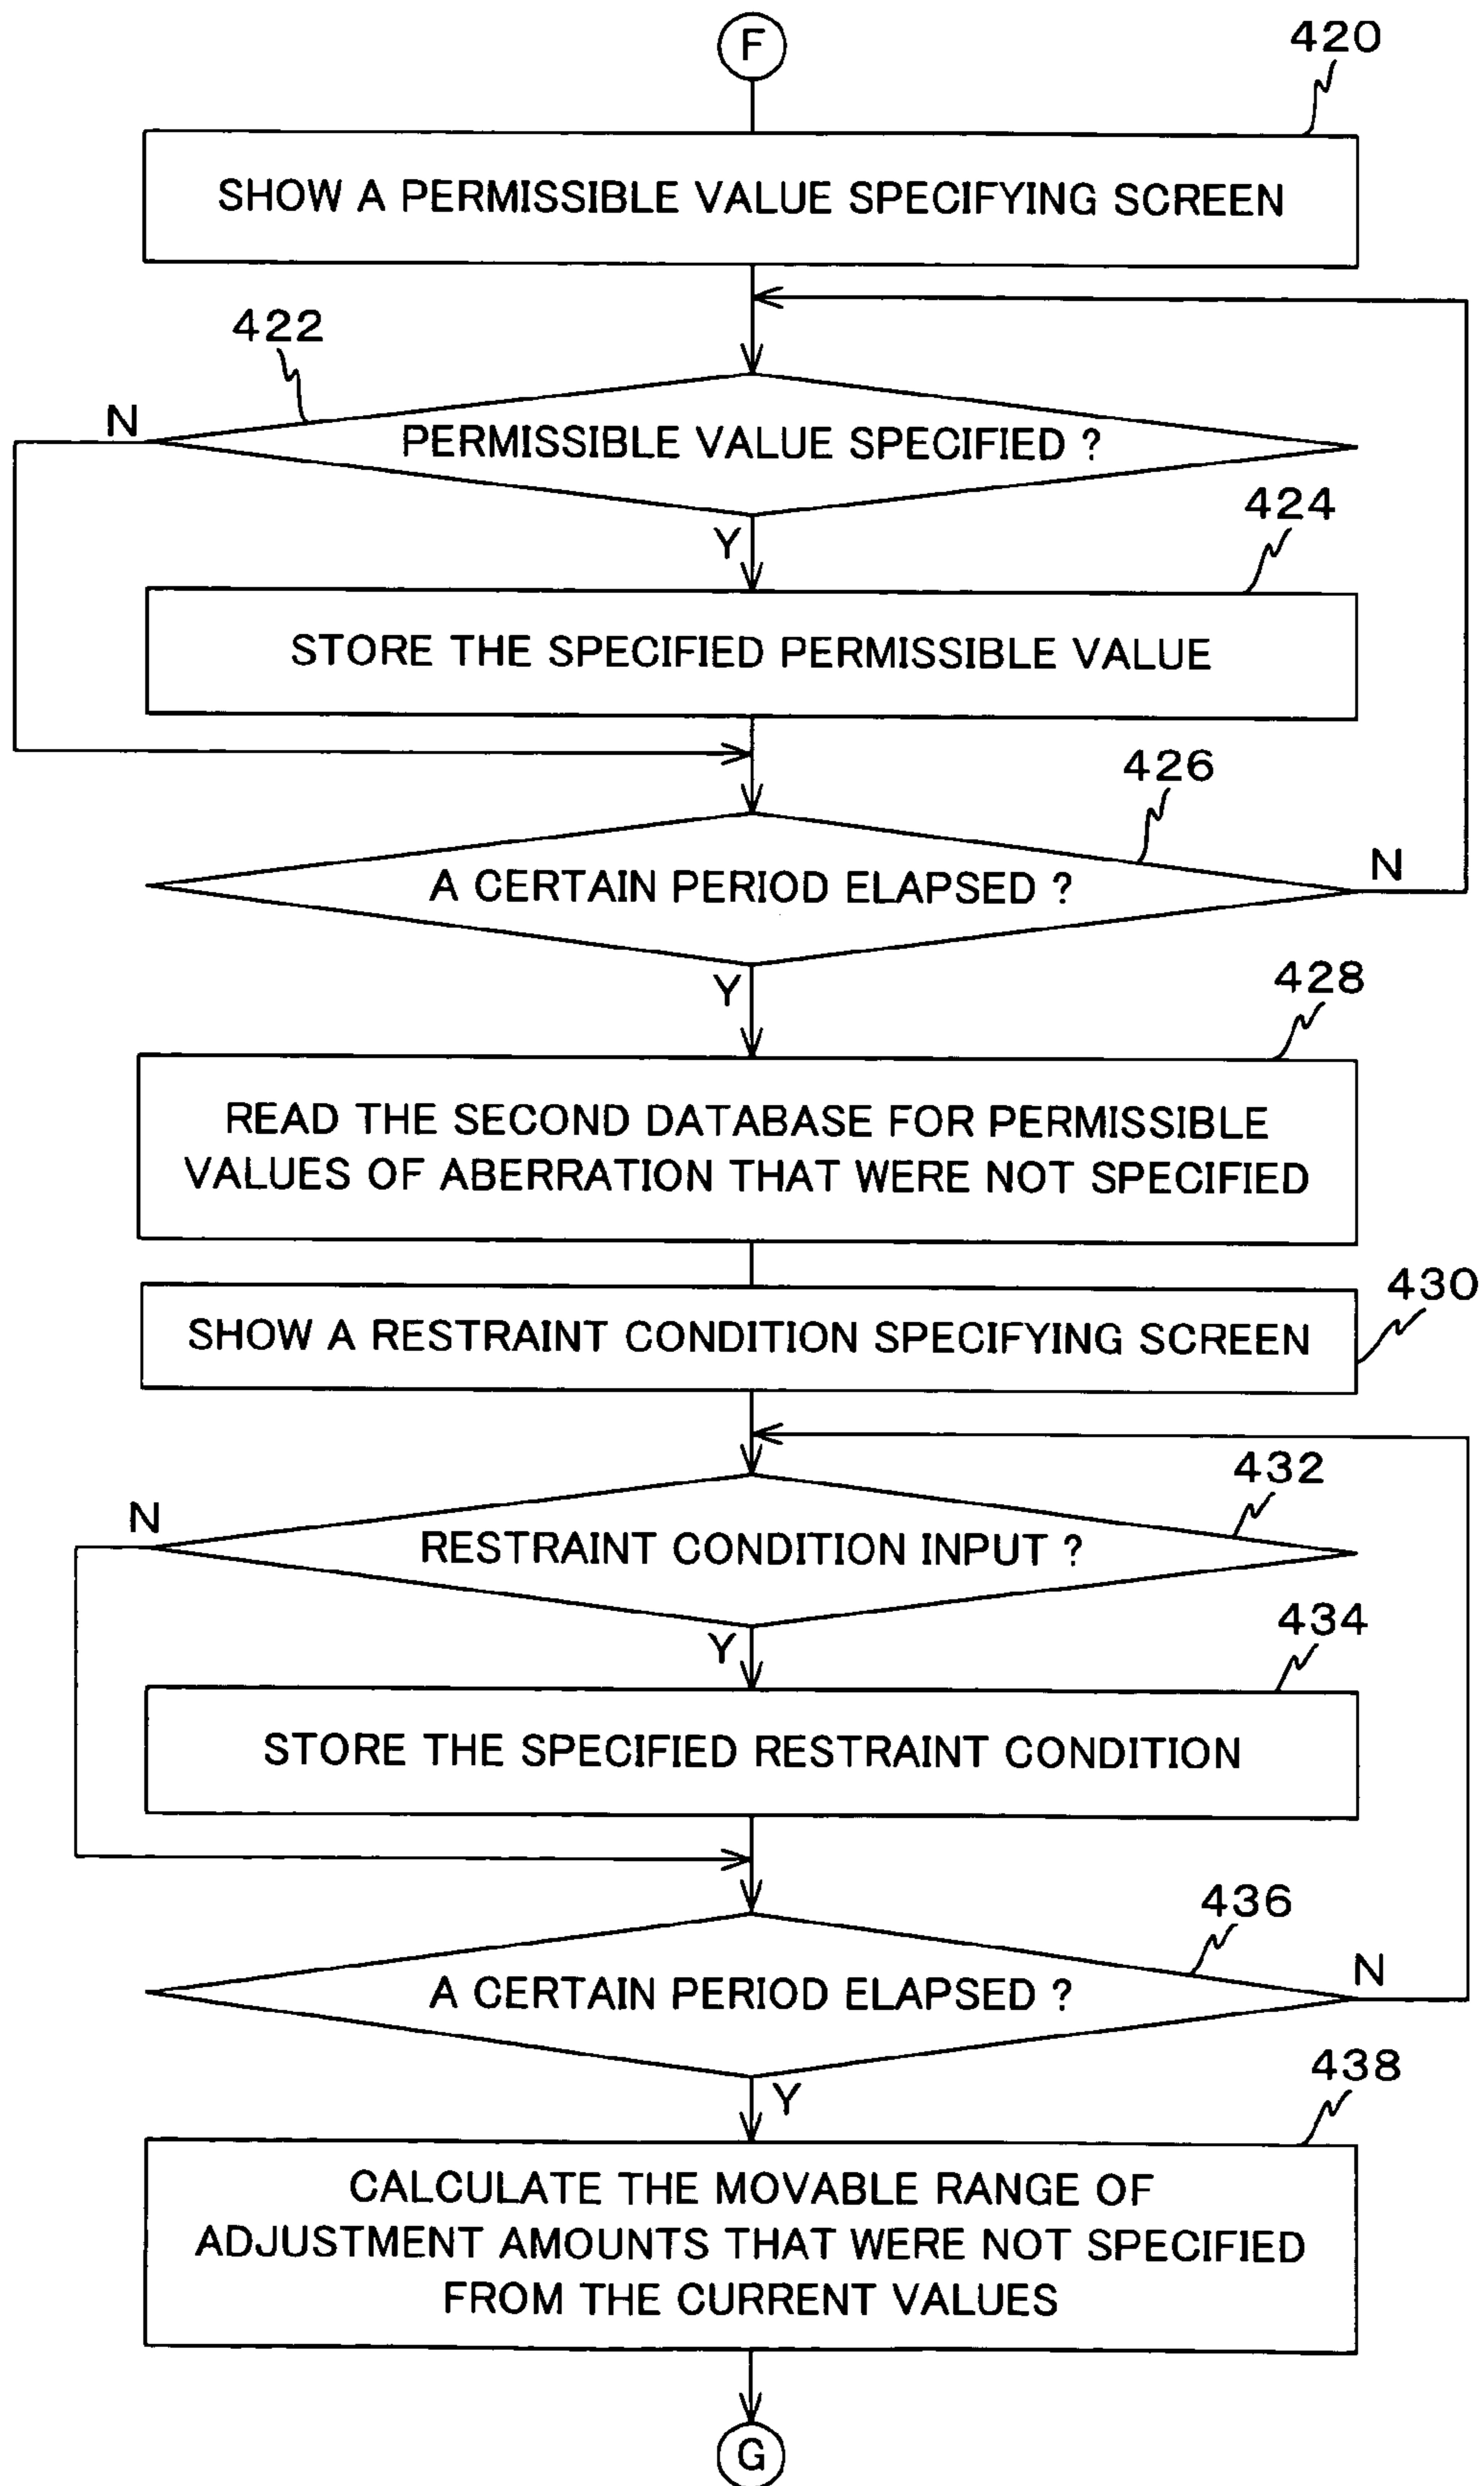 F
420
SHOW A PERMISSIBLE VALUE SPECIFYING SCREEN
422
N
PERMISSIBLE VALUE SPECIFIED ?
Y
424
STORE THE SPECIFIED PERMISSIBLE VALUE
426
A CERTAIN PERIOD ELAPSED ?
N
Y
428
READ THE SECOND DATABASE FOR PERMISSIBLE
VALUES OF ABERRATION THAT WERE NOT SPECIFIED
430
SHOW A RESTRAINT CONDITION SPECIFYING SCREEN
432
N
RESTRAINT CONDITION INPUT ?
Y
434
STORE THE SPECIFIED RESTRAINT CONDITION
436
A CERTAIN PERIOD ELAPSED ?
N
Y
438
CALCULATE THE MOVABLE RANGE OF
ADJUSTMENT AMOUNTS THAT WERE NOT SPECIFIED
FROM THE CURRENT VALUES
G